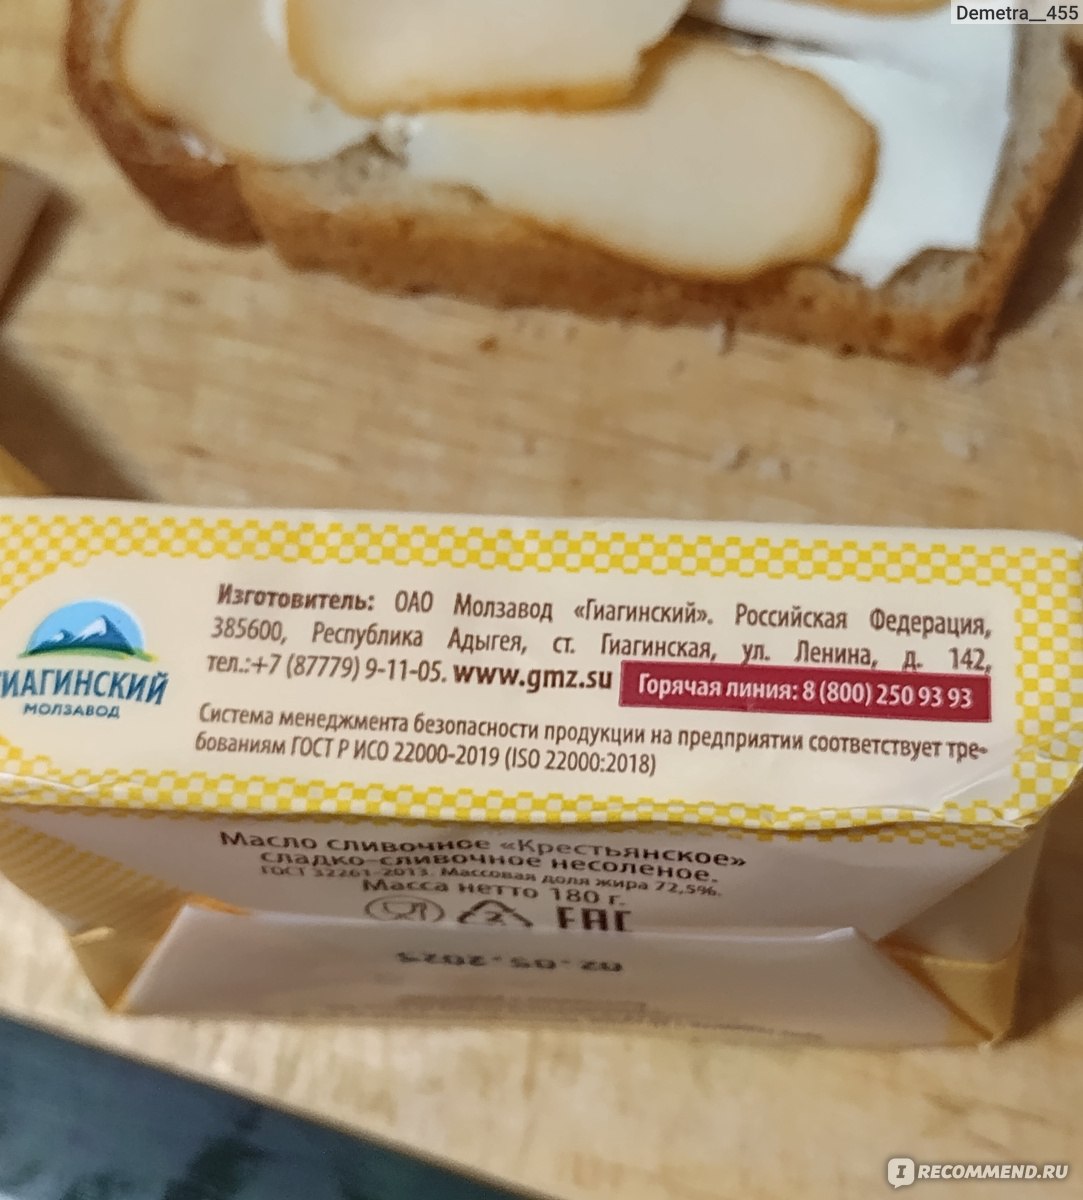 Demetra__455
Изготовитель: ОАО Молзавод «Гиагинский». Российская Федерация,
385600, Республика Адыгея, ст. Гиагинская, ул. Ленина, д. 142,
тел.:+7 (87779) 9-11-05. www.gmz.su Горячая линия: 8 (800) 250 93 93
ГИАГИНСКИЙ
МОЛЗАВОД
Система менеджмента безопасности продукции на предприятии соответствует тре-
бованиям ГОСТ Р ИСО 22000-2019 (ISO 22000:2018)
Масло сливочное «Крестьянское»
сладко-сливочное несоленое.
ГОСТ 32261-2013. Массовая доля жира 72,5%.
Масса нетто 180 г.
2
EAC
IRECOMMEND.RU